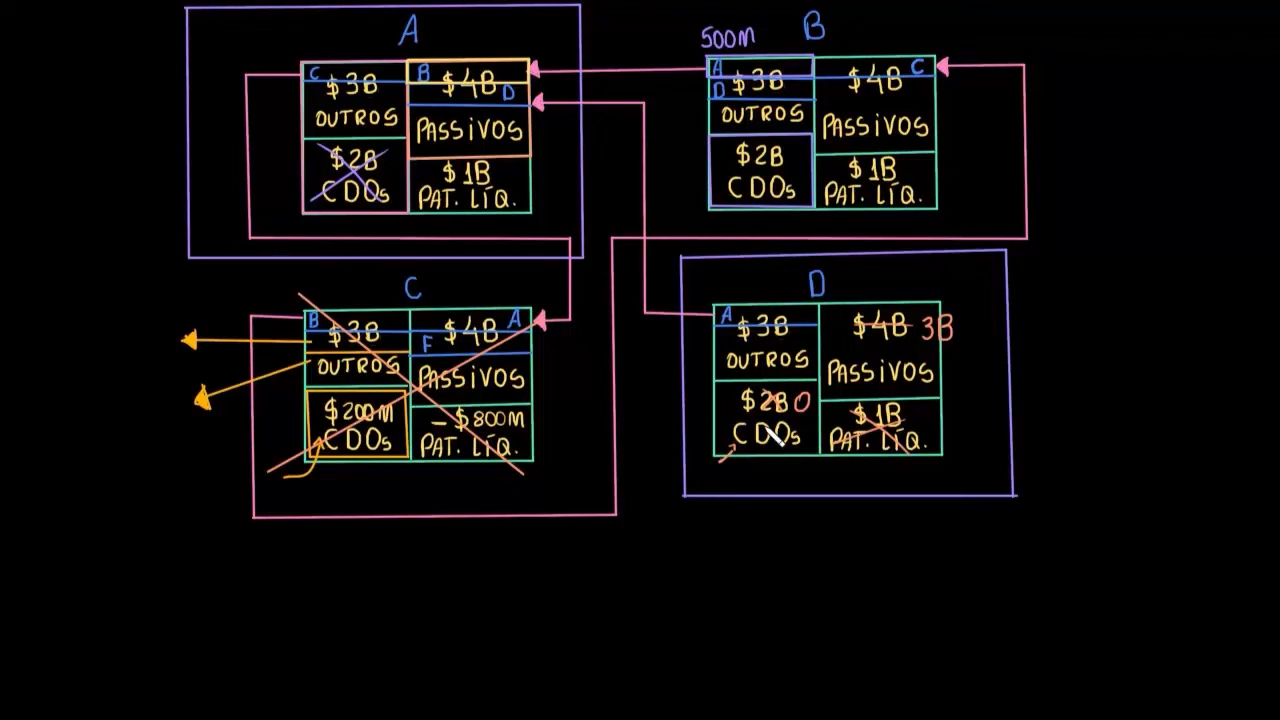 A
C
$3B
OUTROS
$2B
CDOs
B
$4B
D
PASSIVOS
$1B
PAT. LÍQ.
500M
B
A
$3B
D
OUTROS
$2B
CDOs
C
$4B
PASSIVOS
$1B
PAT. LÍQ.
C
B
$3B
OUTROS
$200M
CDOs
A
$4B
F
PASSIVOS
-$800M
PAT. LÍQ.
D
A
$3B
OUTROS
$2B 0
CDOs
$4B 3B
PASSIVOS
$1B
PAT. LÍQ.